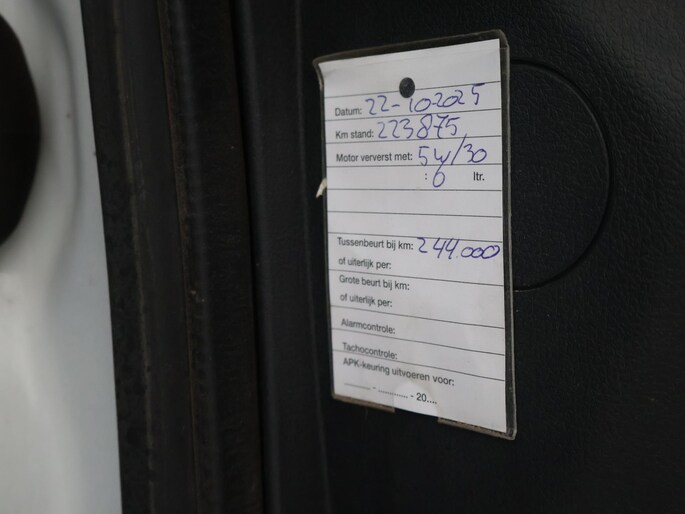 Datum: 22-10-2025
Km stand: 223875
Motor ververst met: 5W/30
: 6 ltr.
Tussenbeurt bij km: 244.000
of uiterlijk per:
Grote beurt bij km:
of uiterlijk per:
Alarmcontrole:
Tachocontrole:
APK-keuring uitvoeren voor:
........ - ........... - 20....